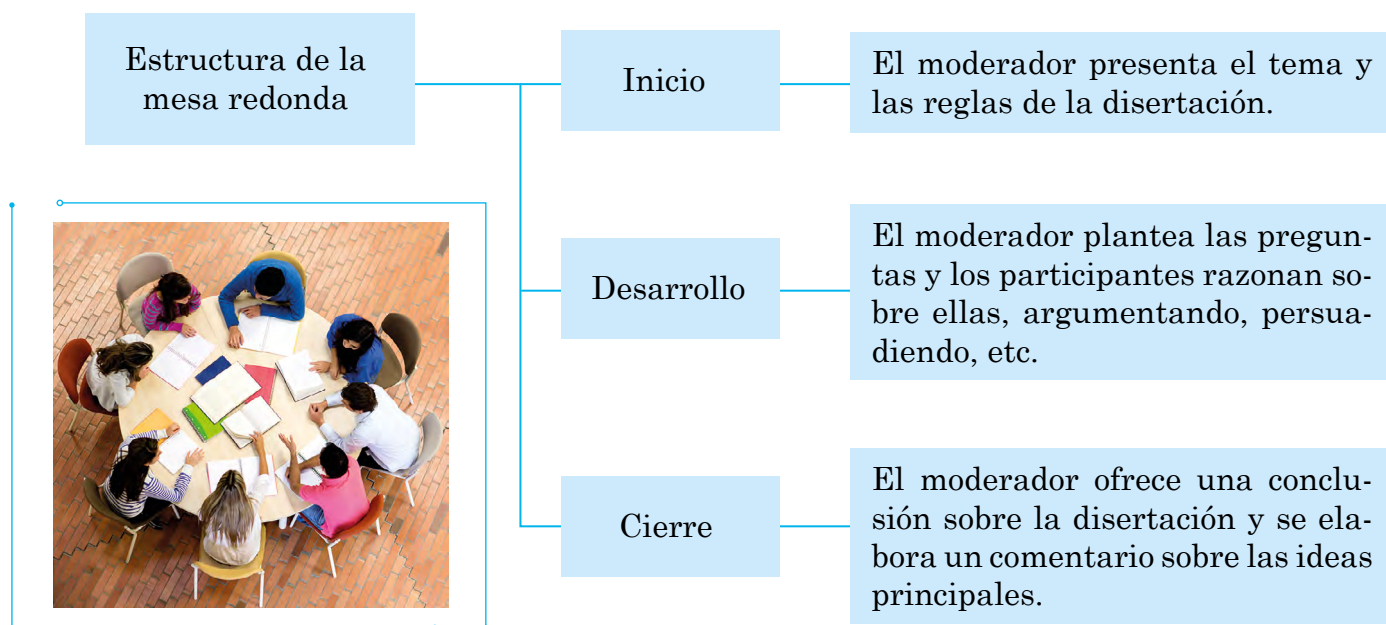 Estructura de la
mesa redonda
Inicio
El moderador presenta el tema y
las reglas de la disertación.
Desarrollo
El moderador plantea las pregun-
tas y los participantes razonan so-
bre ellas, argumentando, persua-
diendo, etc.
Cierre
El moderador ofrece una conclu-
sión sobre la disertación y se ela-
bora un comentario sobre las ideas
principales.